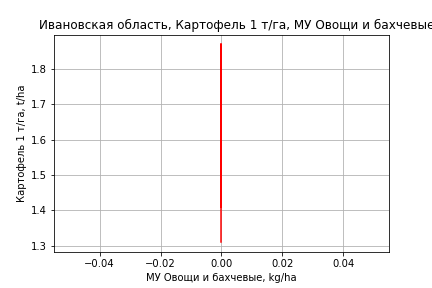 Ивановская область, Картофель 1 т/га, МУ Овощи и бахчевые
1.8
1.7
1.6
1.5
1.4
1.3
Картофель 1 т/га, t/ha
−0.04 −0.02 0.00 0.02 0.04
МУ Овощи и бахчевые, kg/ha